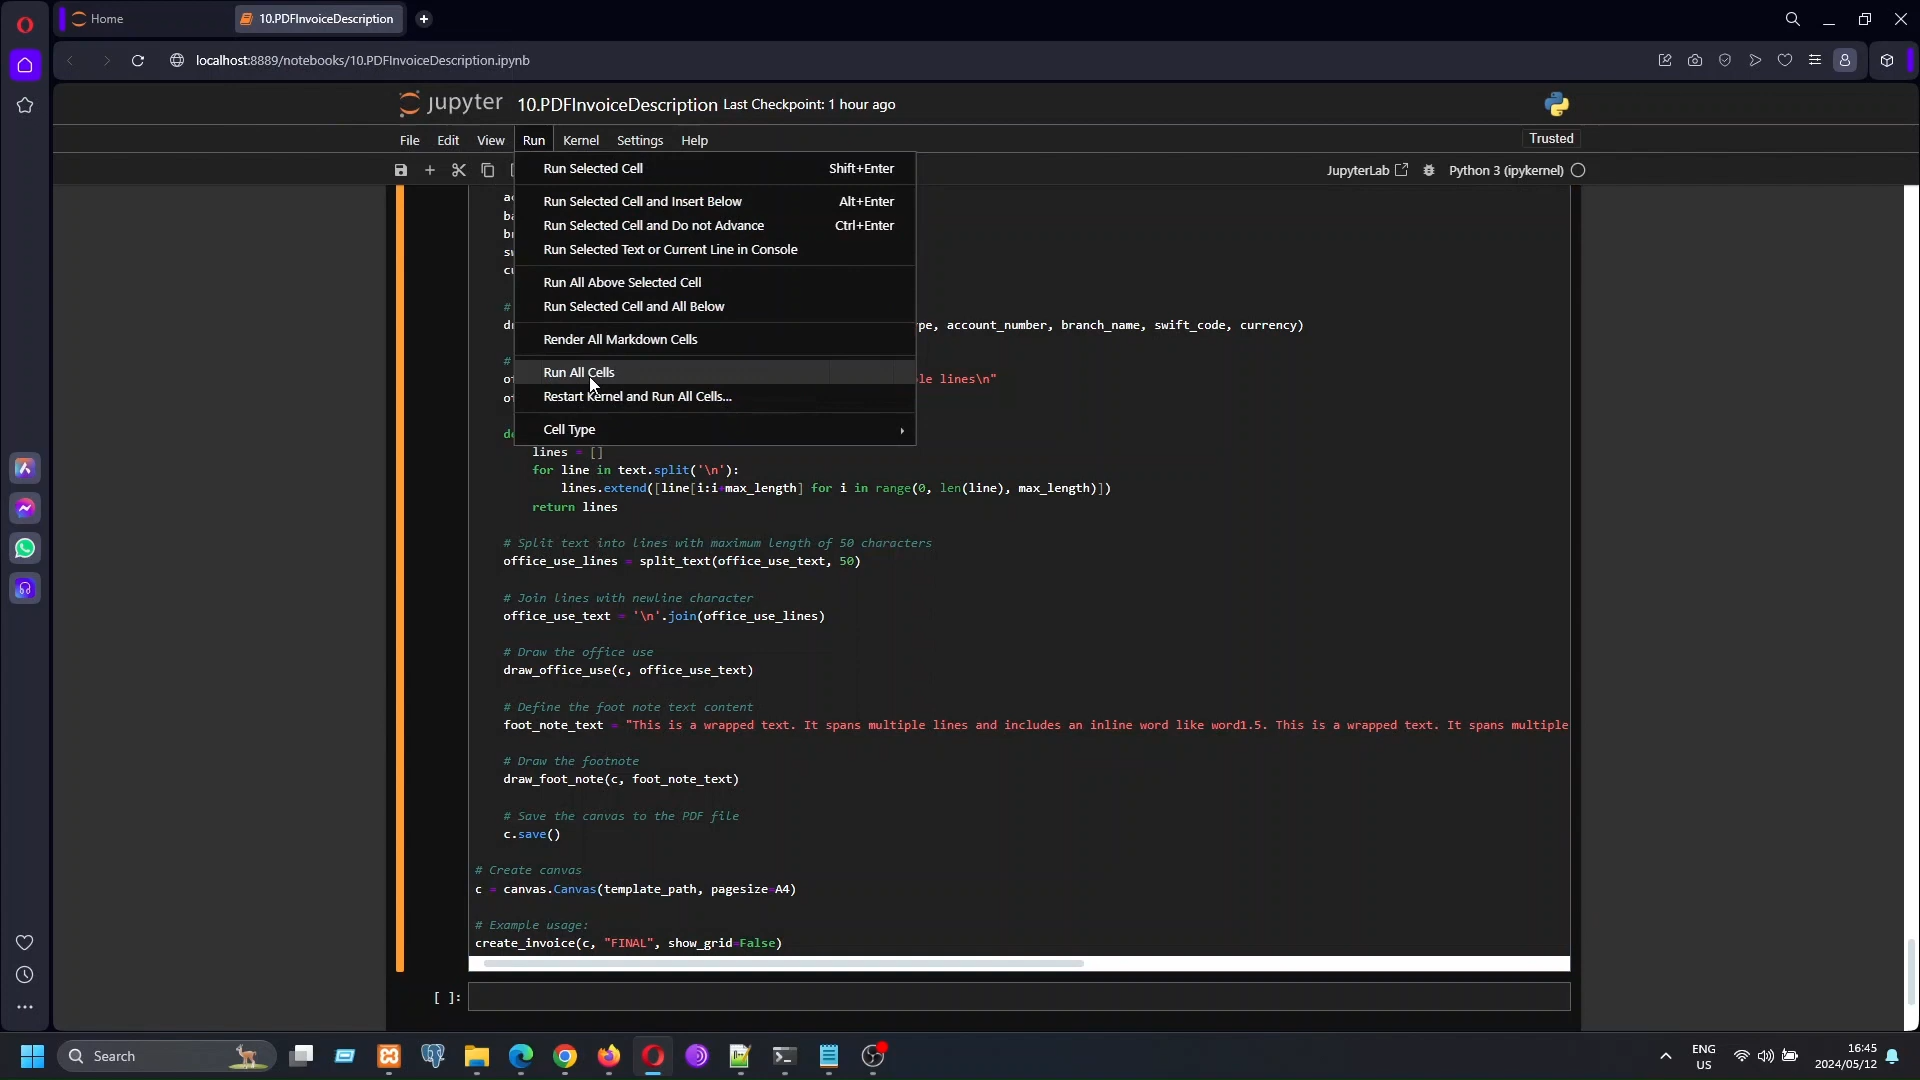 Home
10.PDFInvoiceDescription
localhost:8889/notebooks/10.PDFInvoiceDescription.ipynb
jupyter 10.PDFInvoiceDescription Last Checkpoint: 1 hour ago
File Edit View Run Kernel Settings Help
Trusted
JupyterLab Python 3 (ipykernel)
Run Selected Cell Shift+Enter
Run Selected Cell and Insert Below Alt+Enter
Run Selected Cell and Do not Advance Ctrl+Enter
Run Selected Text or Current Line in Console
Run All Above Selected Cell
Run Selected Cell and All Below
Render All Markdown Cells
Run All Cells
Restart Kernel and Run All Cells...
Cell Type
pe, account_number, branch_name, swift_code, currency)
le lines\n"
lines = []
for line in text.split('\n'):
lines.extend([line[i:i+max_length] for i in range(0, len(line), max_length)])
return lines
# Split text into lines with maximum length of 50 characters
office_use_lines = split_text(office_use_text, 50)
# Join lines with newline character
office_use_text = '\n'.join(office_use_lines)
# Draw the office use
draw_office_use(c, office_use_text)
# Define the foot note text content
foot_note_text = "This is a wrapped text. It spans multiple lines and includes an inline word like word1.5. This is a wrapped text. It spans multiple
# Draw the footnote
draw_foot_note(c, foot_note_text)
# Save the canvas to the PDF file
c.save()
# Create canvas
c = canvas.Canvas(template_path, pagesize=A4)
# Example usage:
create_invoice(c, "FINAL", show_grid=False)
[ ]:
Search
ENG
US
16:45
2024/05/12